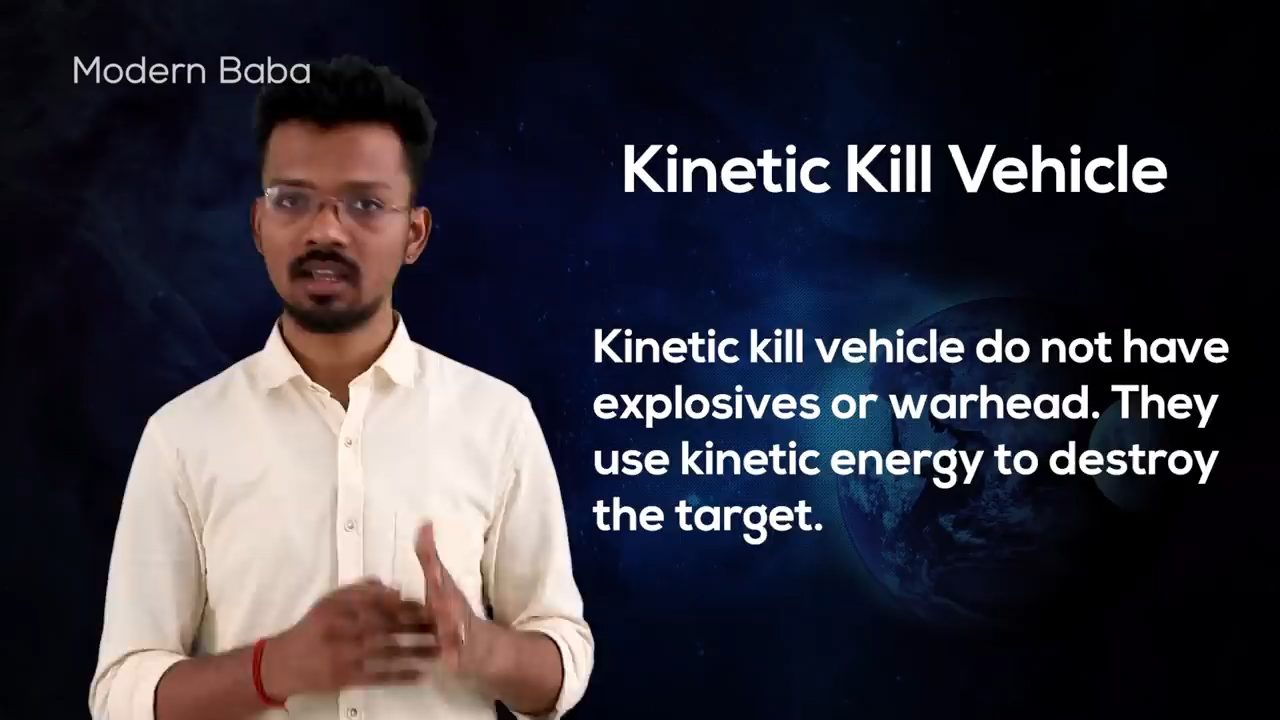 Modern Baba
Kinetic Kill Vehicle
Kinetic kill vehicle do not have
explosives or warhead. They
use kinetic energy to destroy
the target.